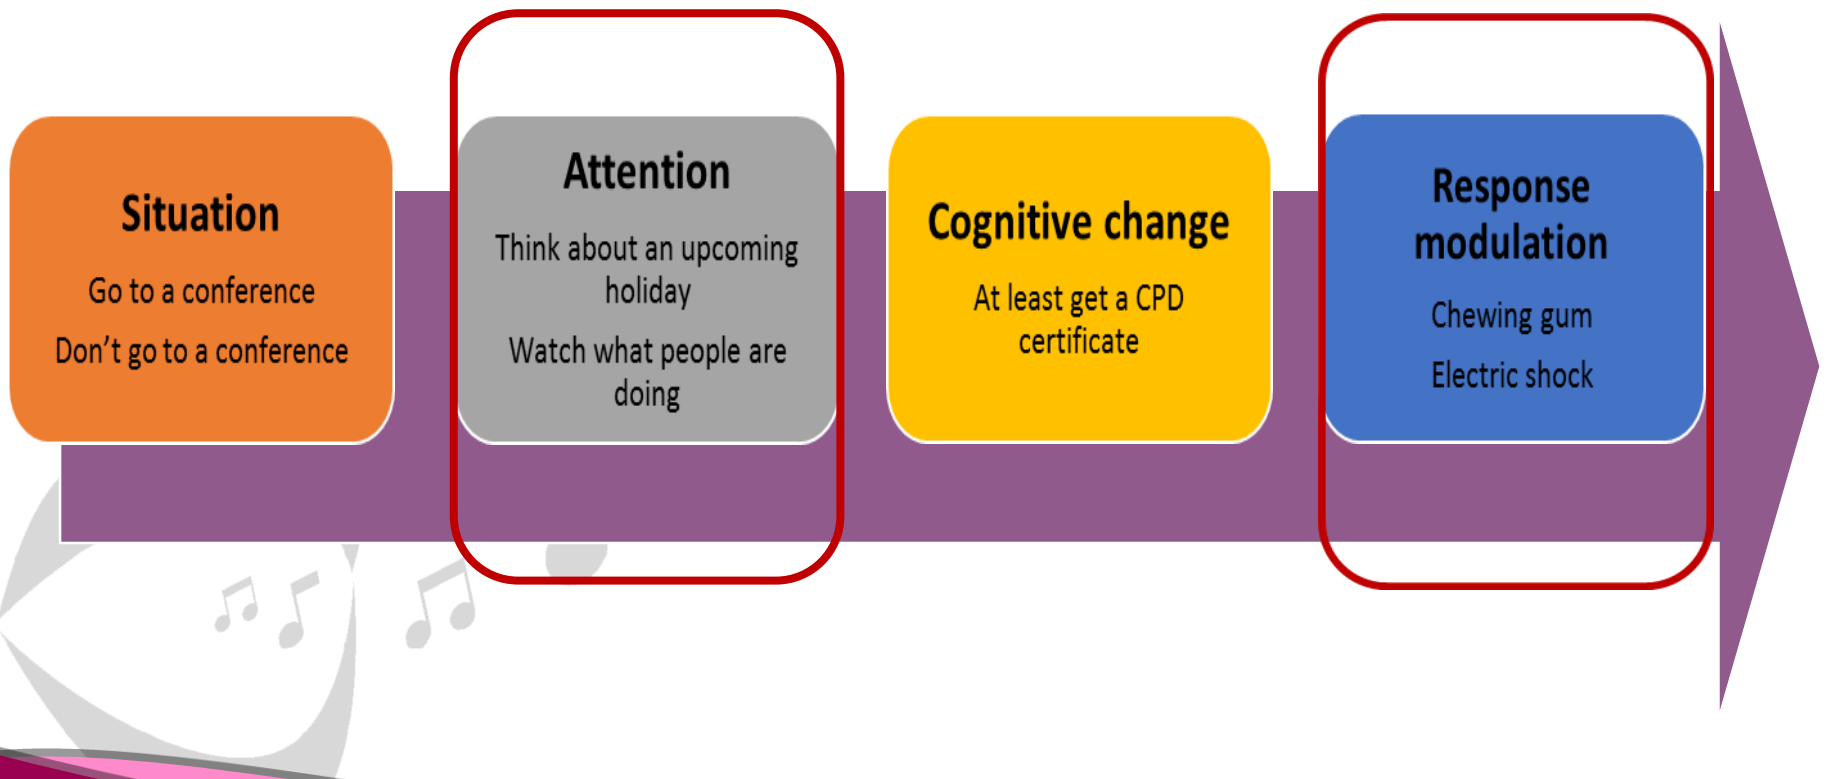 Situation
Go to a conference
Don’t go to a conference
Attention
Think about an upcoming
holiday
Watch what people are
doing
Cognitive change
At least get a CPD
certificate
Response
modulation
Chewing gum
Electric shock